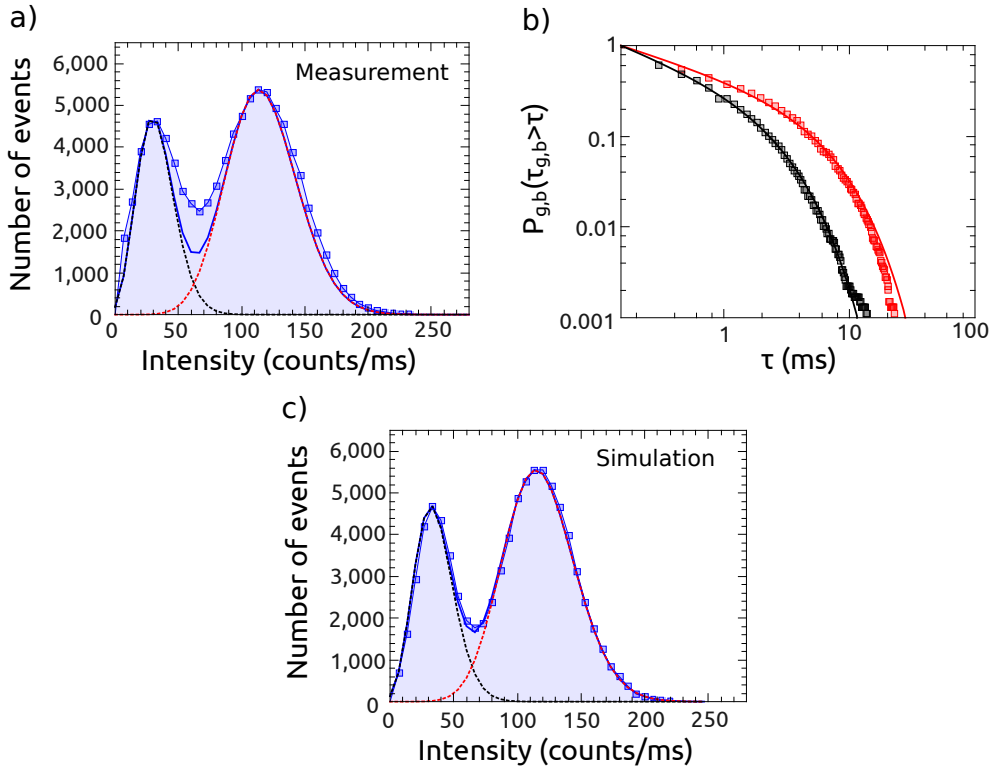 a)
Measurement
Number of events
6,000
5,000
4,000
3,000
2,000
1,000
0
0 50 100 150 200 250
Intensity (counts/ms)
b)
P_{g,b}(τ_{g,b}>τ)
1
0.1
0.01
0.001
1 10 100
τ (ms)
c)
Simulation
Number of events
6,000
5,000
4,000
3,000
2,000
1,000
0
0 50 100 150 200 250
Intensity (counts/ms)